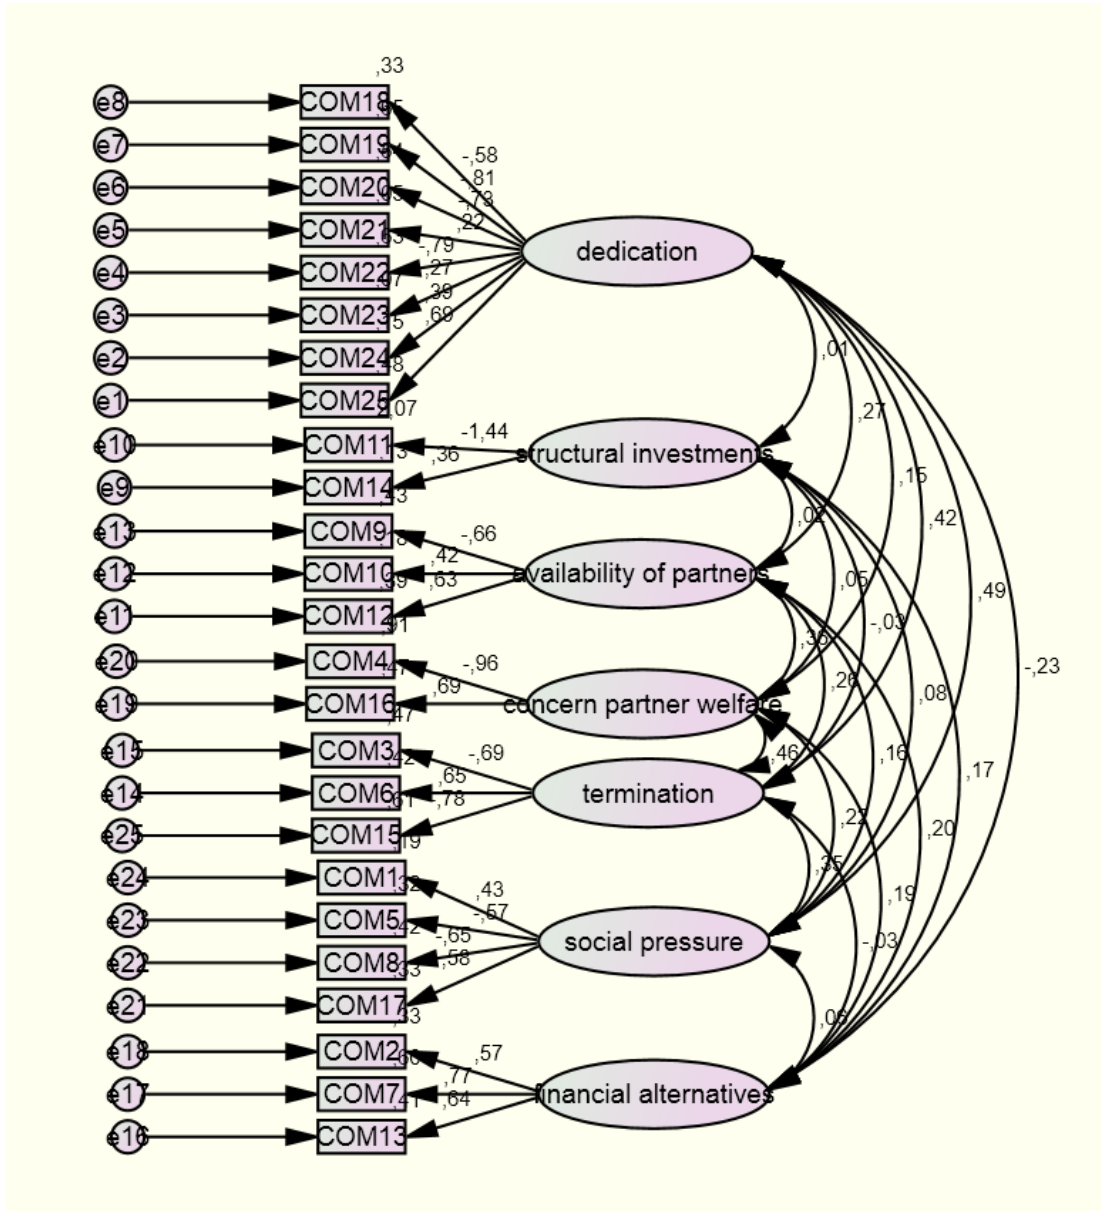 ,33
e8 COM18
e7 COM19
e6 COM20
e5 COM21
e4 COM22
e3 COM23
e2 COM24
e1 COM25
-,58
-,81
-,73
,22
-,79
,27
,39
,69
dedication
e10 COM11
e9 COM14
-1,44
,36
structural investments
e13 COM9
e12 COM10
e11 COM12
-,66
,42
,63
availability of partners
e20 COM4
e19 COM16
-,96
,69
concern partner welfare
e15 COM3
e14 COM6
e25 COM15
-,69
,65
-,78
termination
e24 COM1
e23 COM5
e22 COM8
e21 COM17
,43
-,57
-,65
,58
social pressure
e18 COM2
e17 COM7
e16 COM13
,57
,77
,64
financial alternatives
,01
,27
,15
,42
,49
-,23
,02
,05
-,03
,08
,17
,26
,16
,20
,46
,22
,19
,35
-,03